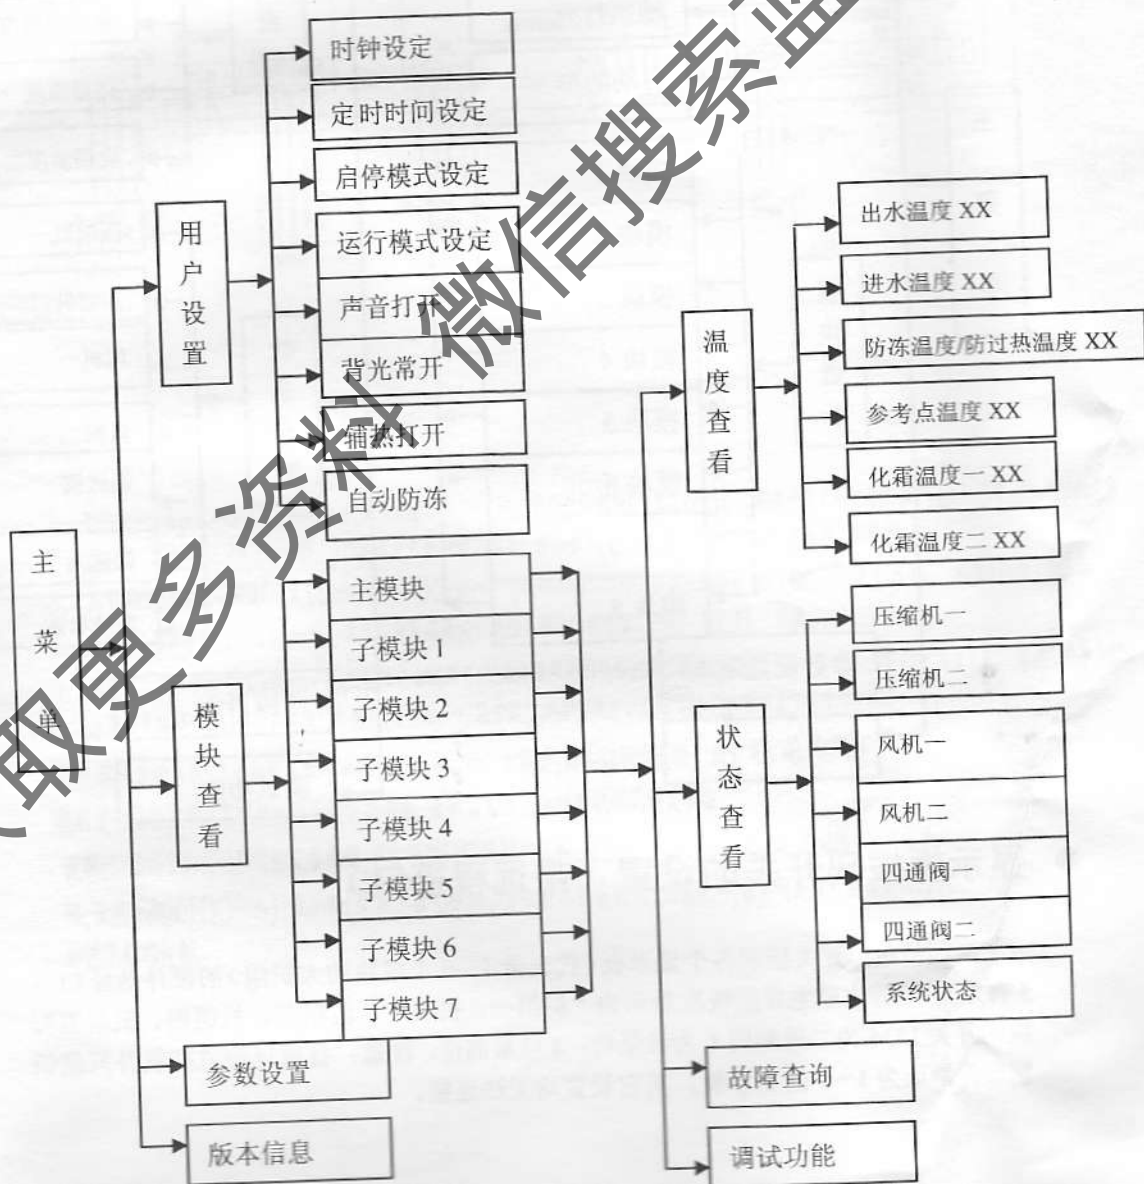 主菜单
用户设置
时钟设定
定时时间设定
启停模式设定
运行模式设定
声音打开
背光常开
辅热打开
自动防冻
模块查看
主模块
子模块 1
子模块 2
子模块 3
子模块 4
子模块 5
子模块 6
子模块 7
参数设置
版本信息
温度查看
出水温度 XX
进水温度 XX
防冻温度/防过热温度 XX
参考点温度 XX
化霜温度一 XX
化霜温度二 XX
状态查看
压缩机一
压缩机二
风机一
风机二
四通阀一
四通阀二
系统状态
故障查询
调试功能
取更多资料 微信搜索蓝